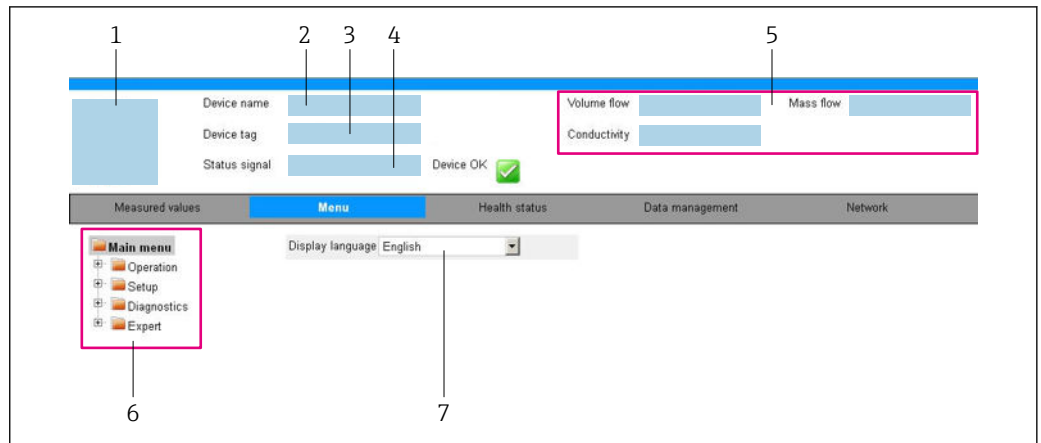 1 2 3 4 5
Device name Volume flow Mass flow
Device tag Conductivity
Status signal Device OK
Measured values Menu Health status Data management Network
Main menu Display language English
Operation
Setup
Diagnostics
Expert
6 7